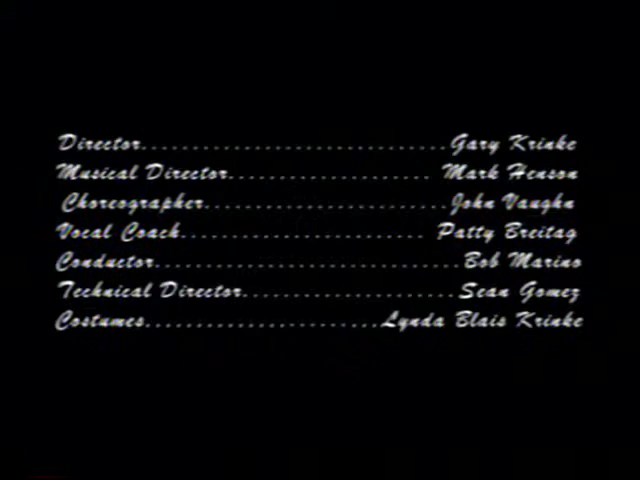 Director..............................Gary Krinke
Musical Director.................... Mark Henson
Choreographer........................John Vaughn
Vocal Coach........................ Patty Breitag
Conductor..............................Bob Marino
Technical Director.....................Sean Gomez
Costumes.......................Lynda Blais Krinke